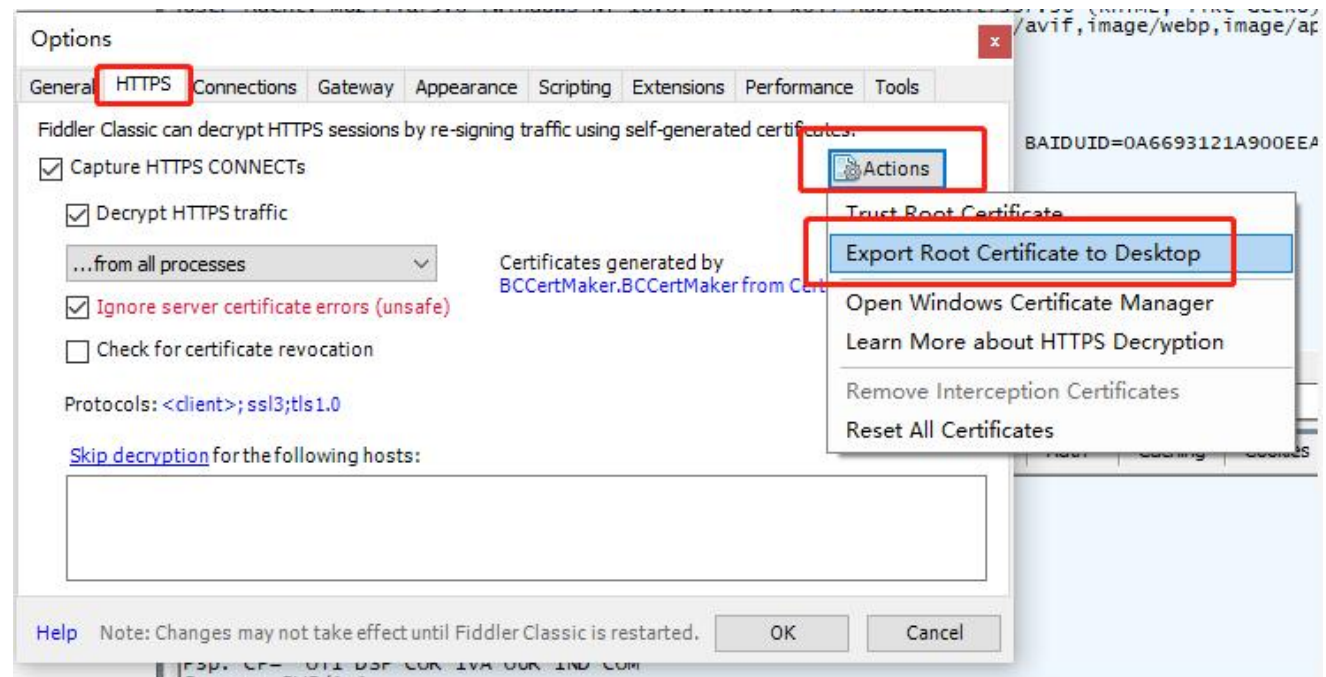 Options
/avif,image/webp,image/ap
General HTTPS Connections Gateway Appearance Scripting Extensions Performance Tools
Fiddler Classic can decrypt HTTPS sessions by re-signing traffic using self-generated certificates.
BAIDUID=0A6693121A900EEA
Capture HTTPS CONNECTs
Actions
Trust Root Certificate
Decrypt HTTPS traffic
Export Root Certificate to Desktop
...from all processes
Certificates generated by
BCCertMaker.BCCertMaker from Cert
Ignore server certificate errors (unsafe)
Open Windows Certificate Manager
Learn More about HTTPS Decryption
Check for certificate revocation
Remove Interception Certificates
Protocols: <client>;ssl3;tls1.0
Reset All Certificates
Skip decryption for the following hosts:
Caching
Help Note: Changes may not take effect until Fiddler Classic is restarted. OK Cancel